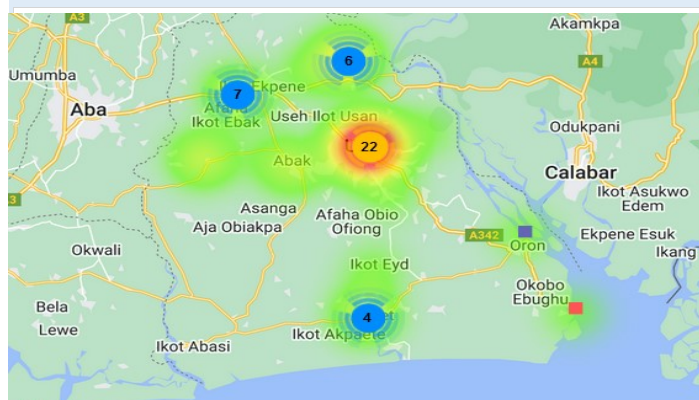 A3
Akamkpa
6
A4
Umumba
Ekpene
7
Aba
Afaha
Ikot Ebak
Useh Ilot Usan
Odukpani
22
Abak
Calabar
Ikot Asukwo
Edem
Asanga
Afaha Obio
Ofiong
Aja Obiakpa
A342
Oron
Ekpene Esuk
Ikang
Okwali
Ikot Eyd
Okobo
Ebughu
Bela
Lewe
4
Ikot Akpaete
Ikot Abasi